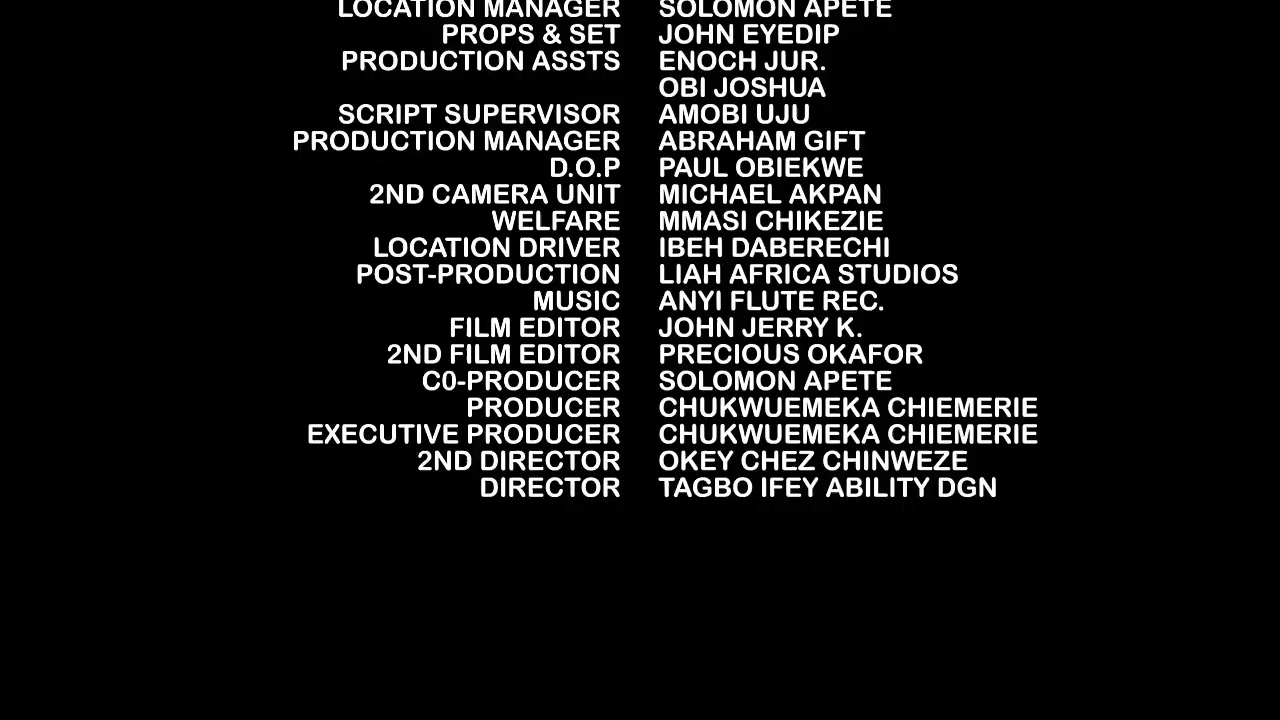 LOCATION MANAGER SOLOMON APETE
PROPS & SET JOHN EYEDIP
PRODUCTION ASSTS ENOCH JUR.
OBI JOSHUA
SCRIPT SUPERVISOR AMOBI UJU
PRODUCTION MANAGER ABRAHAM GIFT
D.O.P PAUL OBIEKWE
2ND CAMERA UNIT MICHAEL AKPAN
WELFARE MMASI CHIKEZIE
LOCATION DRIVER IBEH DABERECHI
POST-PRODUCTION LIAH AFRICA STUDIOS
MUSIC ANYI FLUTE REC.
FILM EDITOR JOHN JERRY K.
2ND FILM EDITOR PRECIOUS OKAFOR
C0-PRODUCER SOLOMON APETE
PRODUCER CHUKWUEMEKA CHIEMERIE
EXECUTIVE PRODUCER CHUKWUEMEKA CHIEMERIE
2ND DIRECTOR OKEY CHEZ CHINWEZE
DIRECTOR TAGBO IFEY ABILITY DGN